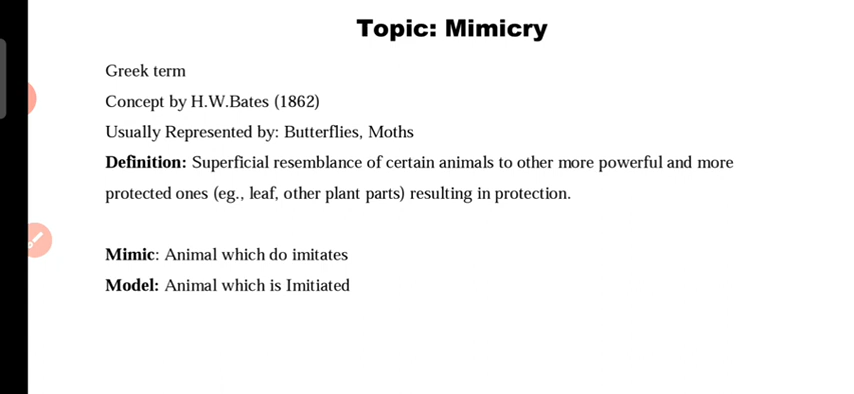 Topic: Mimicry
Greek term
Concept by H.W.Bates (1862)
Usually Represented by: Butterflies, Moths
Definition: Superficial resemblance of certain animals to other more powerful and more
protected ones (eg., leaf, other plant parts) resulting in protection.
Mimic: Animal which do imitates
Model: Animal which is Imitiated